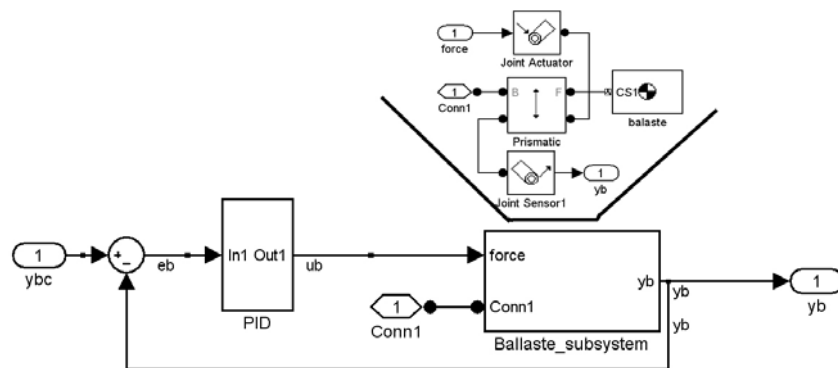 1
force
Joint Actuator
1
Conn1
B F
CS1
balaste
Prismatic
1
yb
Joint Sensor1
1
ybc
+
−
eb
In1 Out1
PID
ub
force
Conn1
yb
Ballaste_subsystem
1
Conn1
yb
yb
1
yb